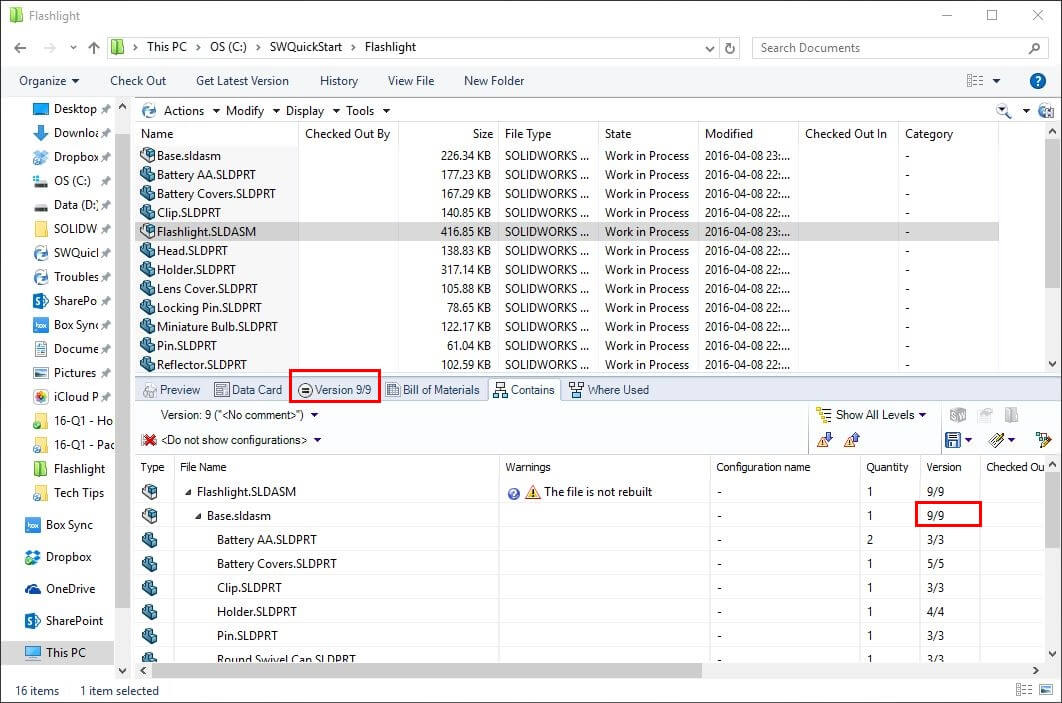 Flashlight
This PC > OS (C:) > SWQuickStart > Flashlight
Search Documents
Organize Check Out Get Latest Version History View File New Folder
Desktop
Downloa
Dropbox
OS (C:)
Data (D:)
SOLIDW
SWQuicl
Troubles
SharePo
Box Sync
Docume
Pictures
iCloud P
16-Q1 - Ho
16-Q1 - Pac
Flashlight
Tech Tips
Box Sync
Dropbox
OneDrive
SharePoint
This PC
Actions Modify Display Tools
Name Checked Out By Size File Type State Modified Checked Out In Category
Base.sldasm 226.34 KB SOLIDWORKS ... Work in Process 2016-04-08 23:... -
Battery AA.SLDPRT 177.23 KB SOLIDWORKS ... Work in Process 2016-04-08 22:... -
Battery Covers.SLDPRT 167.29 KB SOLIDWORKS ... Work in Process 2016-04-08 22:... -
Clip.SLDPRT 140.85 KB SOLIDWORKS ... Work in Process 2016-04-08 22:... -
Flashlight.SLDASM 416.85 KB SOLIDWORKS ... Work in Process 2016-04-08 23:... -
Head.SLDPRT 138.83 KB SOLIDWORKS ... Work in Process 2016-04-08 22:... -
Holder.SLDPRT 317.14 KB SOLIDWORKS ... Work in Process 2016-04-08 22:... -
Lens Cover.SLDPRT 105.88 KB SOLIDWORKS ... Work in Process 2016-04-08 22:... -
Locking Pin.SLDPRT 78.65 KB SOLIDWORKS ... Work in Process 2016-04-08 22:... -
Miniature Bulb.SLDPRT 122.17 KB SOLIDWORKS ... Work in Process 2016-04-08 22:... -
Pin.SLDPRT 61.04 KB SOLIDWORKS ... Work in Process 2016-04-08 22:... -
Reflector.SLDPRT 102.59 KB SOLIDWORKS ... Work in Process 2016-04-08 22:... -
Preview Data Card Version 9/9 Bill of Materials Contains Where Used
Version: 9 ("<No comment>") Show All Levels
<Do not show configurations>
Type File Name Warnings Configuration name Quantity Version Checked Ou
Flashlight.SLDASM The file is not rebuilt - 1 9/9
Base.sldasm - 1 9/9
Battery AA.SLDPRT - 2 3/3
Battery Covers.SLDPRT - 1 5/5
Clip.SLDPRT - 1 3/3
Holder.SLDPRT - 1 4/4
Pin.SLDPRT - 1 3/3
Round Swivel Cap.SLDPRT - 1 3/3
16 items 1 item selected